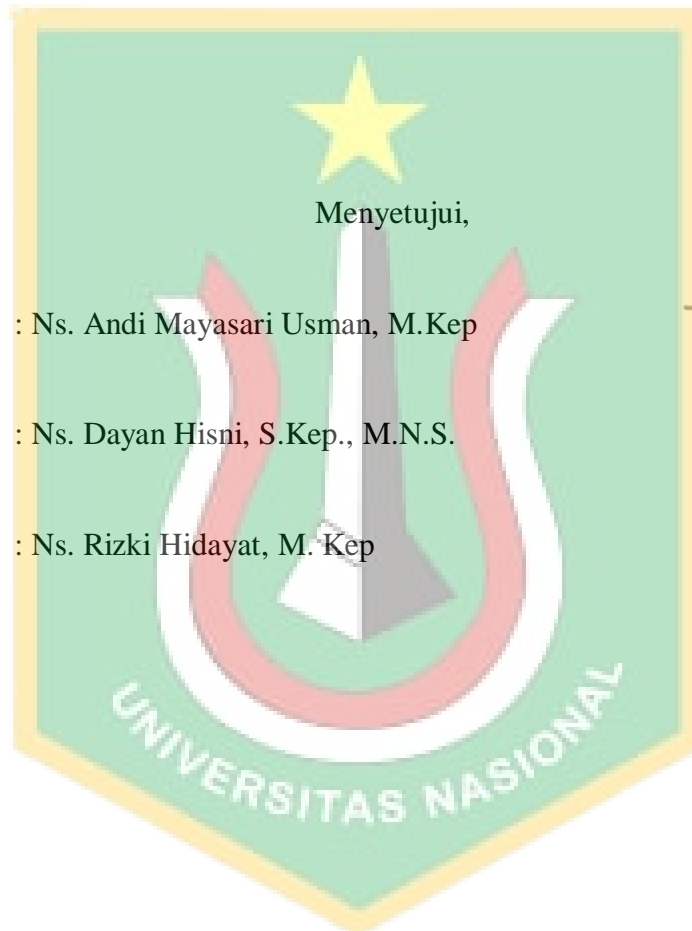 Menyetujui,
: Ns. Andi Mayasari Usman, M.Kep
: Ns. Dayan Hisni, S.Kep., M.N.S.
: Ns. Rizki Hidayat, M. Kep
UNIVERSITAS NASIONAL